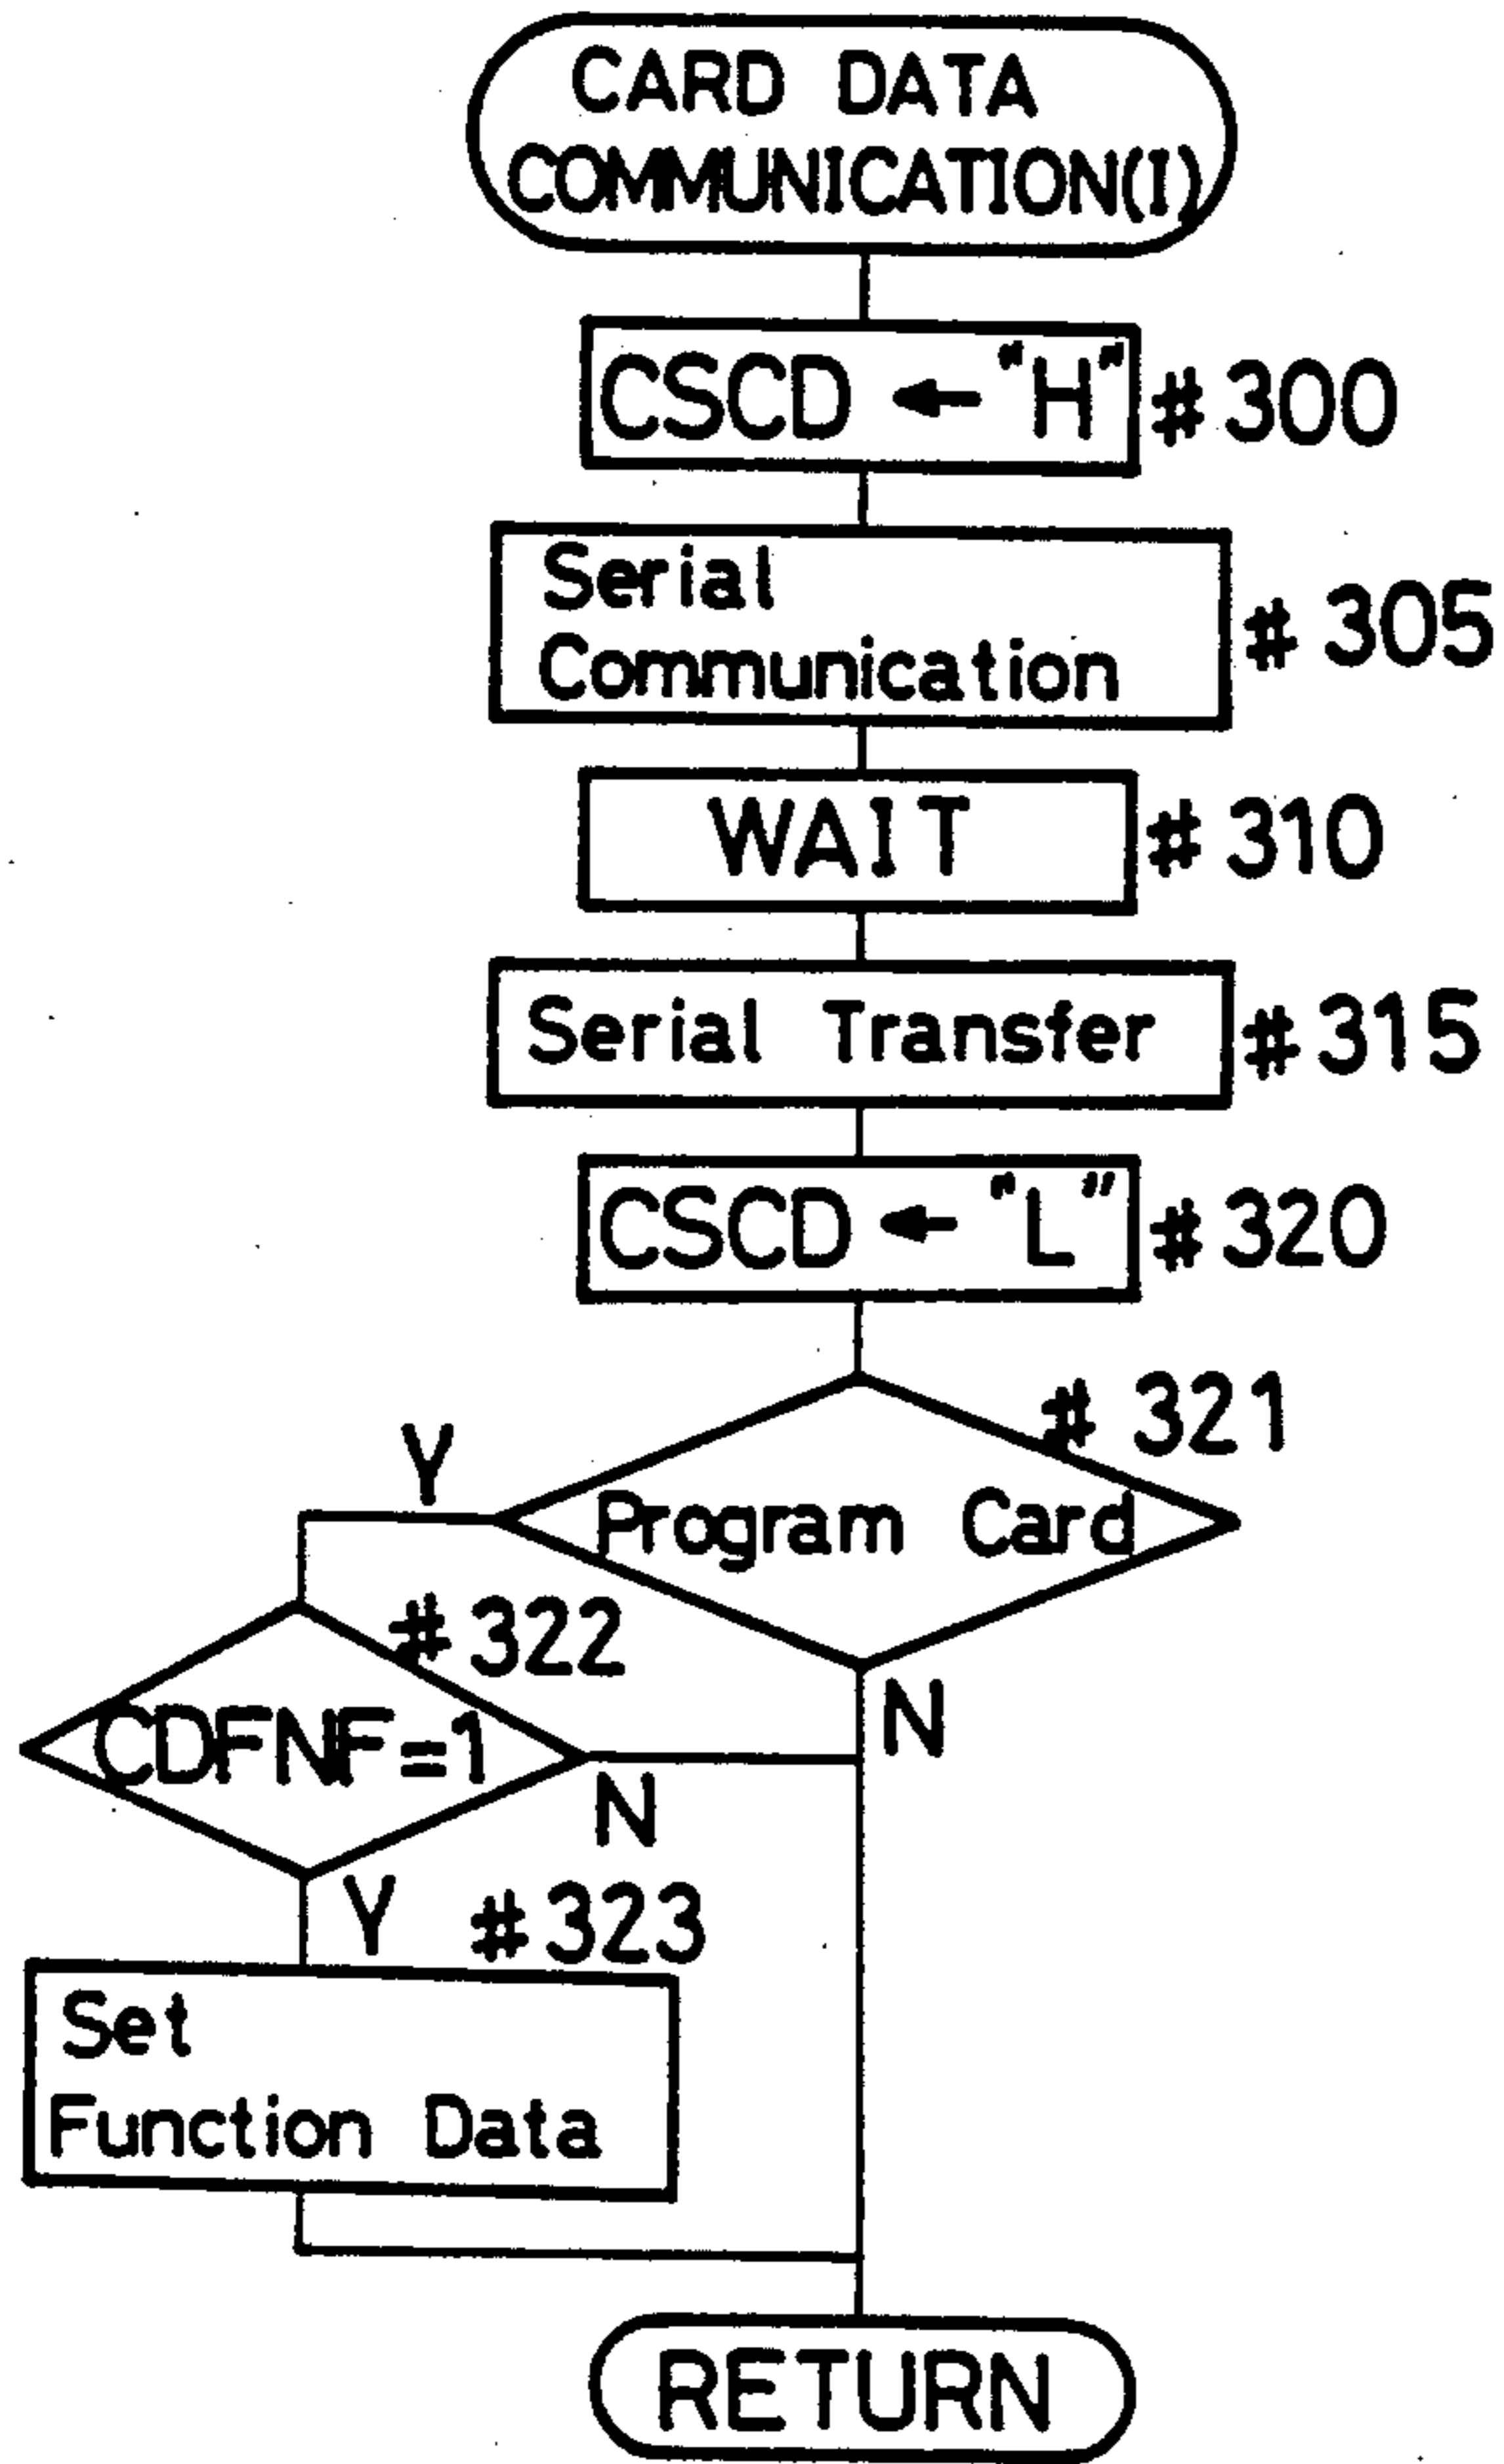 CARD DATA
COMMUNICATION(I)
CSCD ← "H" #300
Serial
Communication
#305
WAIT #310
Serial Transfer #315
CSCD ← "L" #320
#321
Y
Program Card
#322
N
CDFNF=1
N
Y #323
Set
Function Data
RETURN